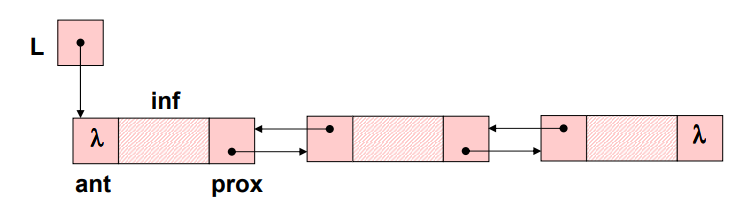 L
inf
λ
λ
ant prox